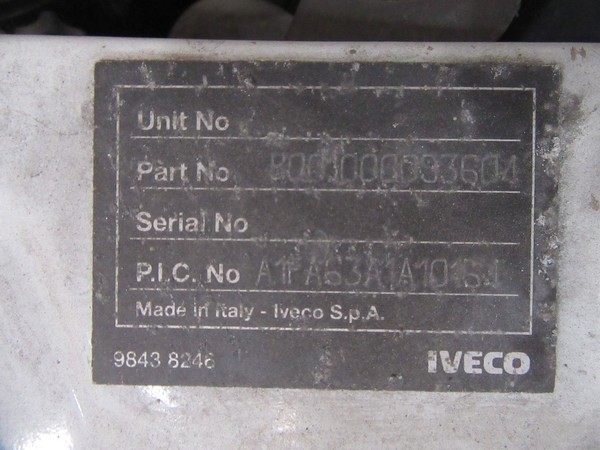 Unit No
Part No
Serial No
P.I.C. No
Made in Italy - Iveco S.p.A.
9843 8246 IVECO